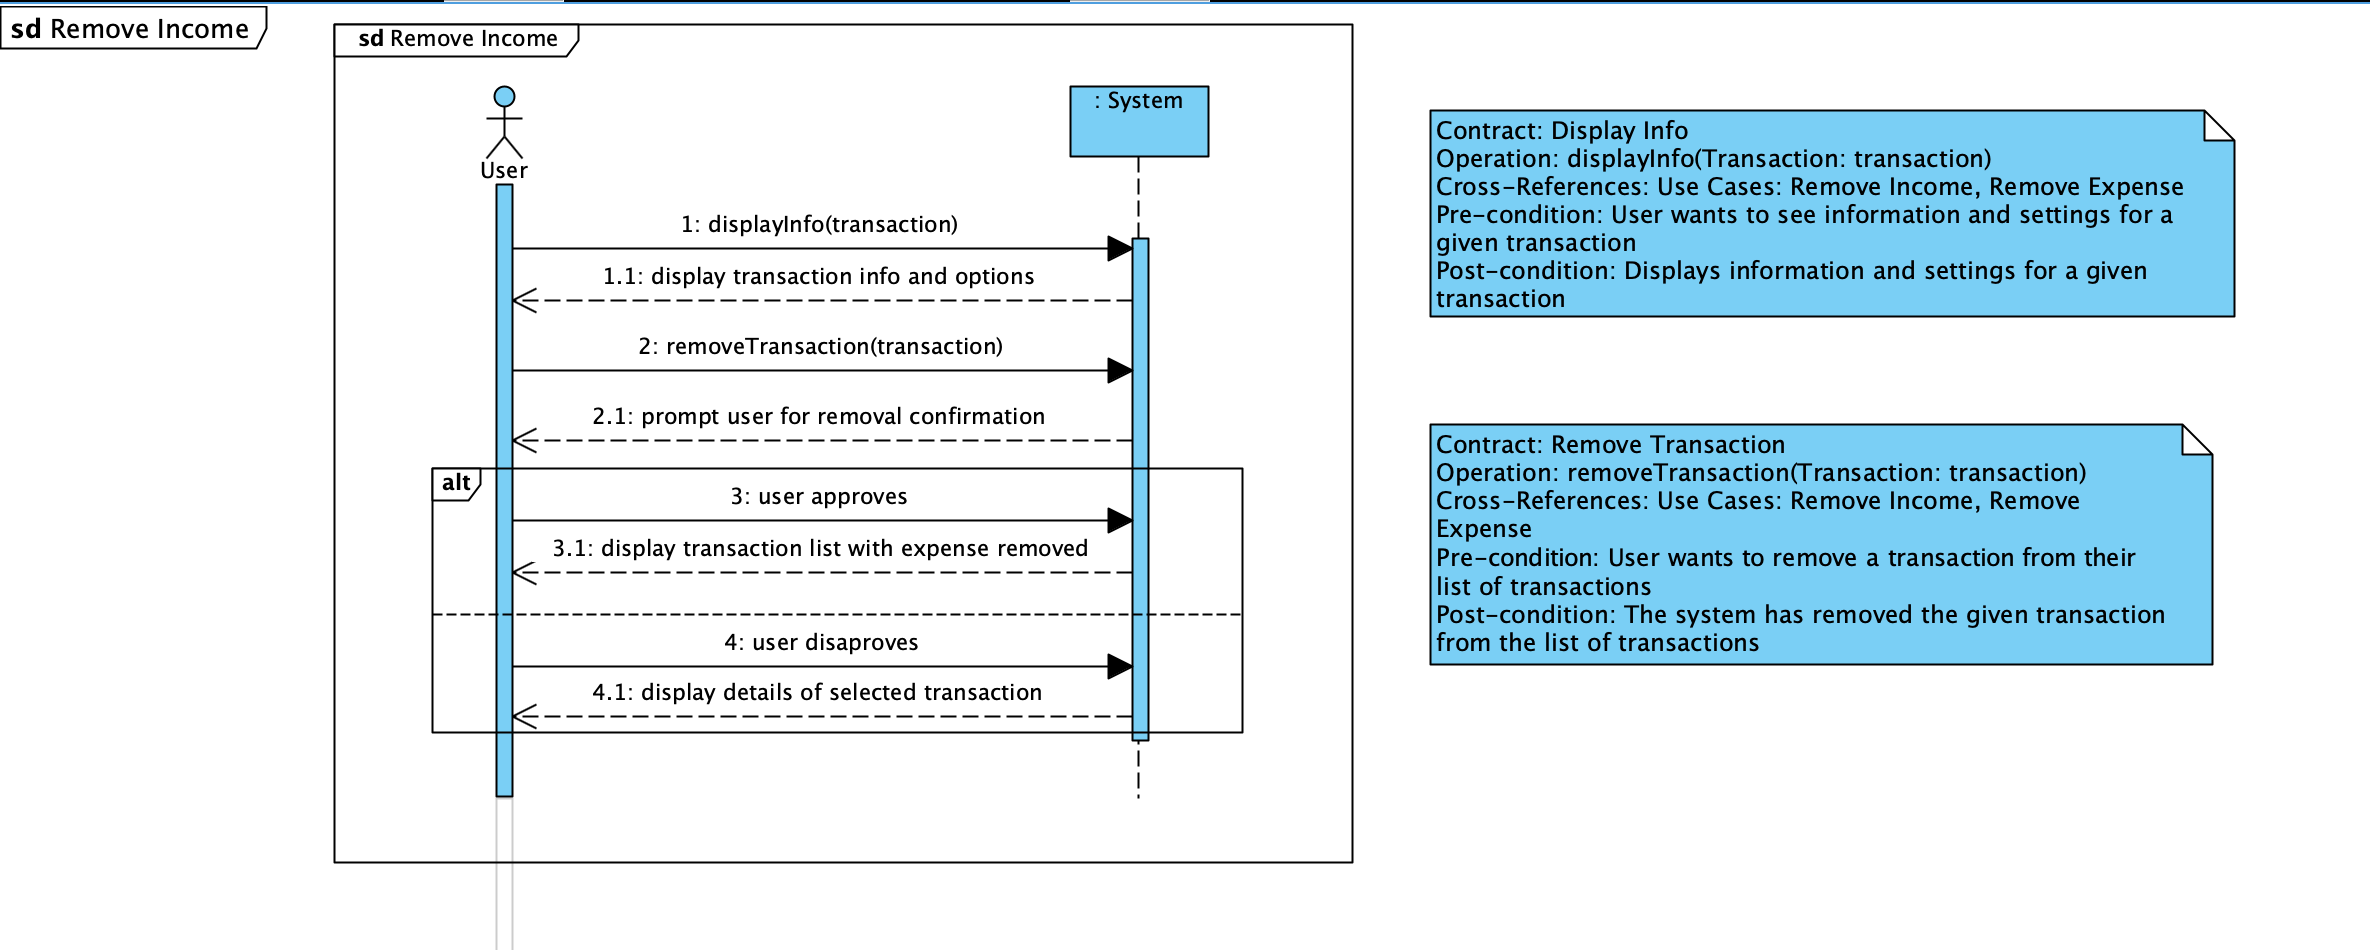 sd Remove Income
sd Remove Income
User
: System
1: displayInfo(transaction)
1.1: display transaction info and options
2: removeTransaction(transaction)
2.1: prompt user for removal confirmation
alt
3: user approves
3.1: display transaction list with expense removed
4: user disaproves
4.1: display details of selected transaction
Contract: Display Info
Operation: displayInfo(Transaction: transaction)
Cross-References: Use Cases: Remove Income, Remove Expense
Pre-condition: User wants to see information and settings for a
given transaction
Post-condition: Displays information and settings for a given
transaction
Contract: Remove Transaction
Operation: removeTransaction(Transaction: transaction)
Cross-References: Use Cases: Remove Income, Remove
Expense
Pre-condition: User wants to remove a transaction from their
list of transactions
Post-condition: The system has removed the given transaction
from the list of transactions